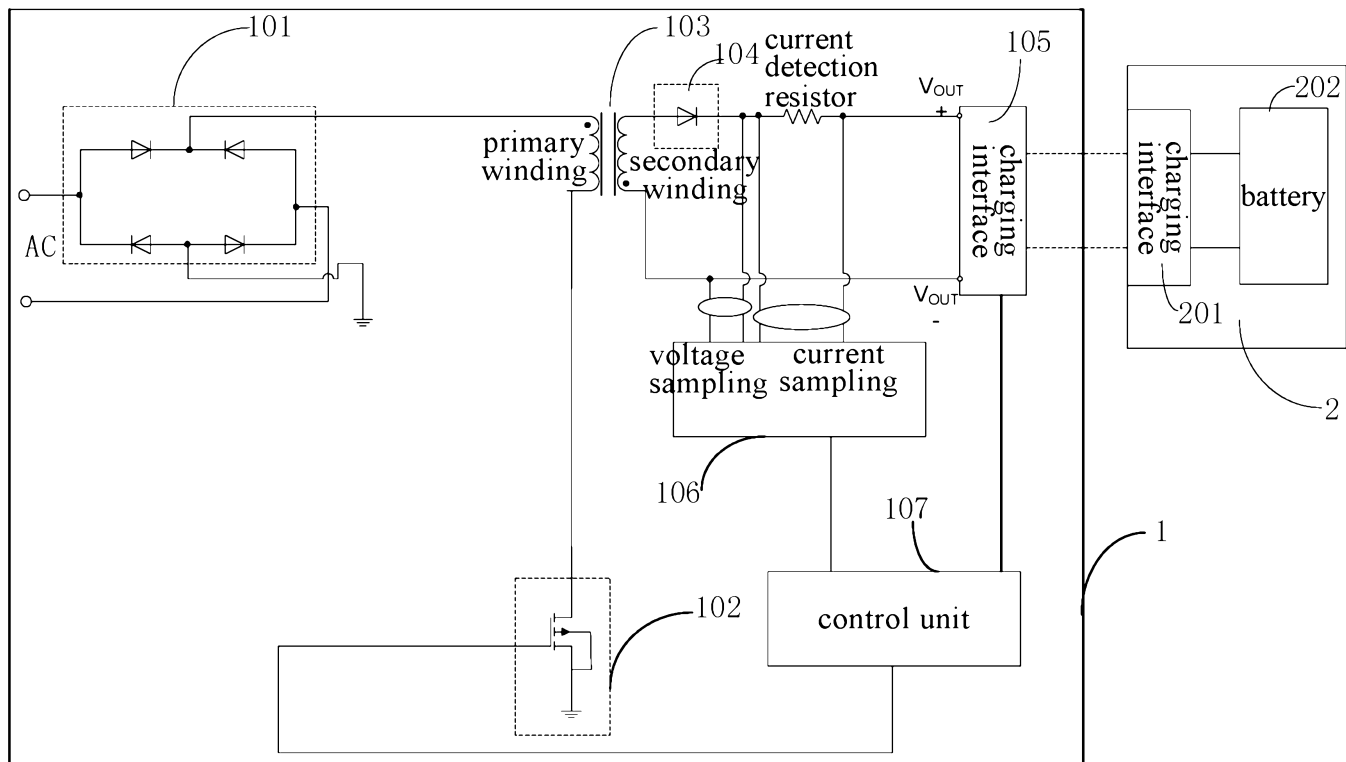 101
103
104
current
detection
resistor
105
VOUT
+
202
primary
winding
secondary
winding
charging
interface
charging
interface
battery
AC
VOUT
-
201
voltage
sampling
current
sampling
2
106
107
1
102
control unit